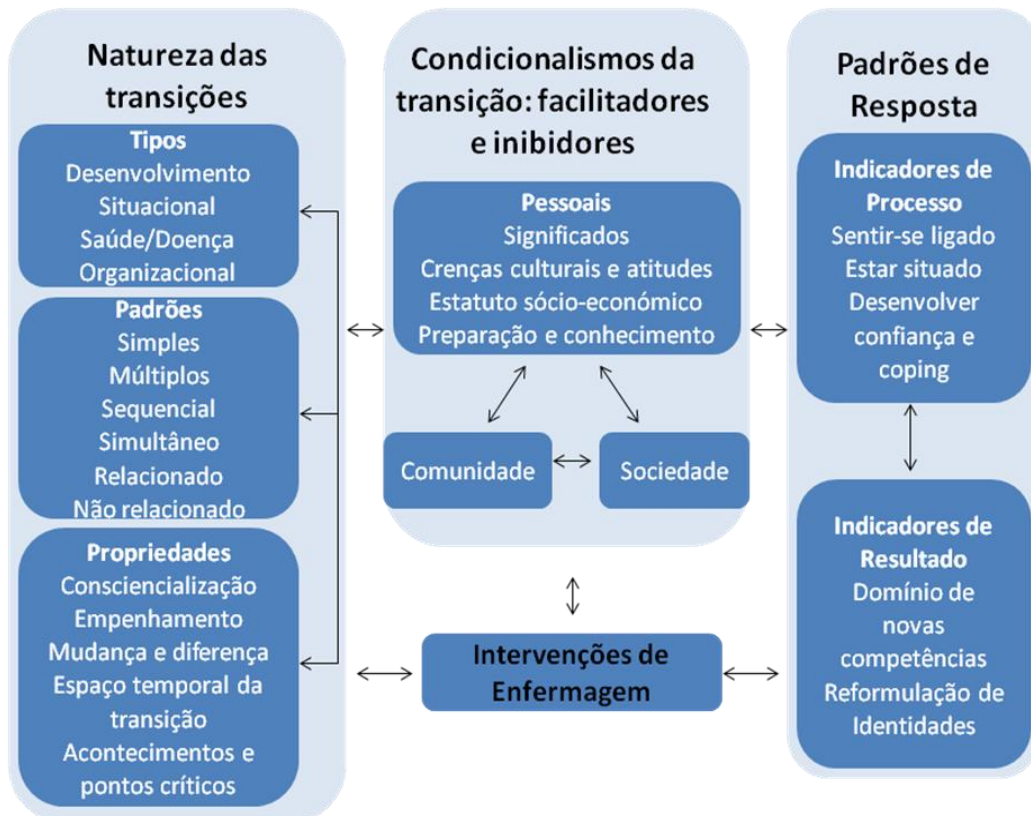 Natureza das
transições
Tipos
Desenvolvimento
Situacional
Saúde/Doença
Organizacional
Padrões
Simples
Múltiplos
Sequencial
Simultâneo
Relacionado
Não relacionado
Propriedades
Consciencialização
Empenhamento
Mudança e diferença
Espaço temporal da
transição
Acontecimentos e
pontos críticos
Condicionalismos da
transição: facilitadores
e inibidores
Pessoais
Significados
Crenças culturais e atitudes
Estatuto sócio-económico
Preparação e conhecimento
Comunidade
Sociedade
Intervenções de
Enfermagem
Padrões de
Resposta
Indicadores de
Processo
Sentir-se ligado
Estar situado
Desenvolver
confiança e
coping
Indicadores de
Resultado
Domínio de
novas
competências
Reformulação de
Identidades